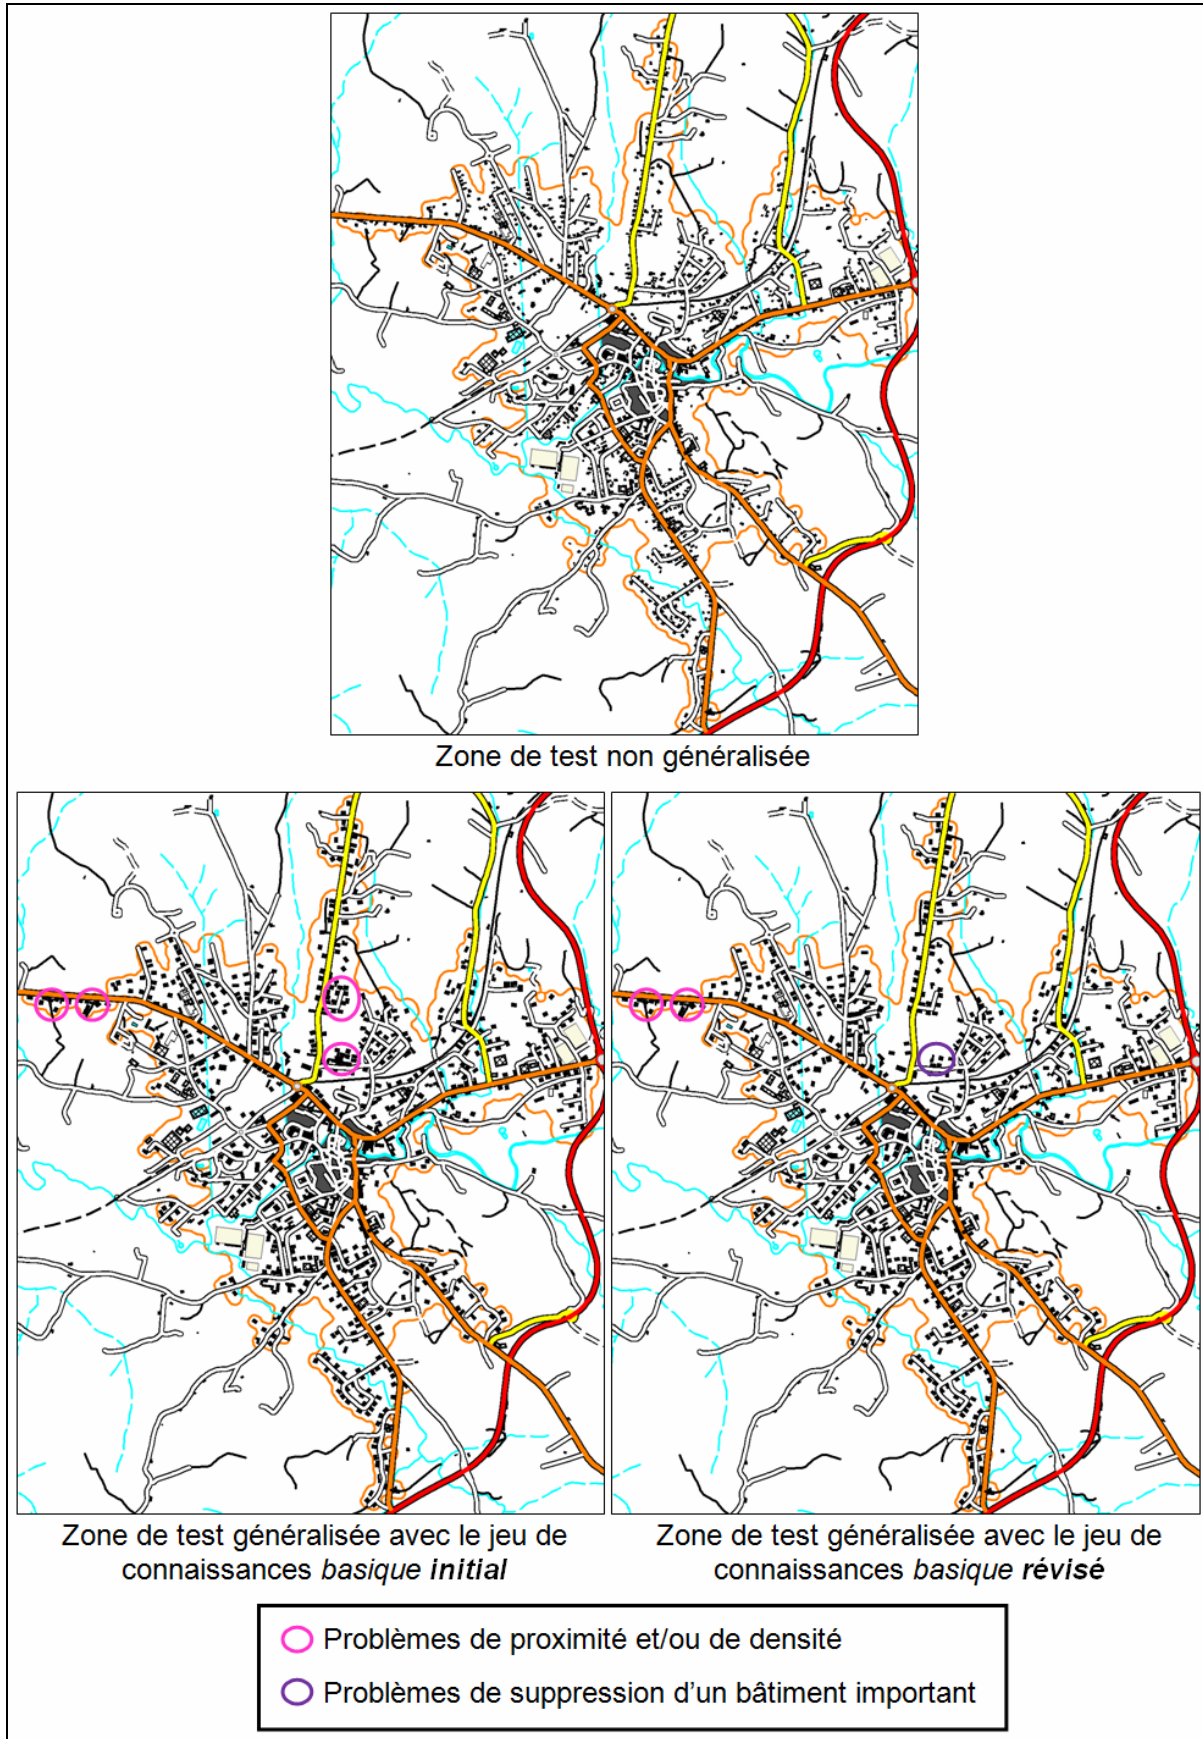 Zone de test non généralisée
Zone de test généralisée avec le jeu de
connaissances basique initial
Zone de test généralisée avec le jeu de
connaissances basique révisé
Problèmes de proximité et/ou de densité
Problèmes de suppression d'un bâtiment important